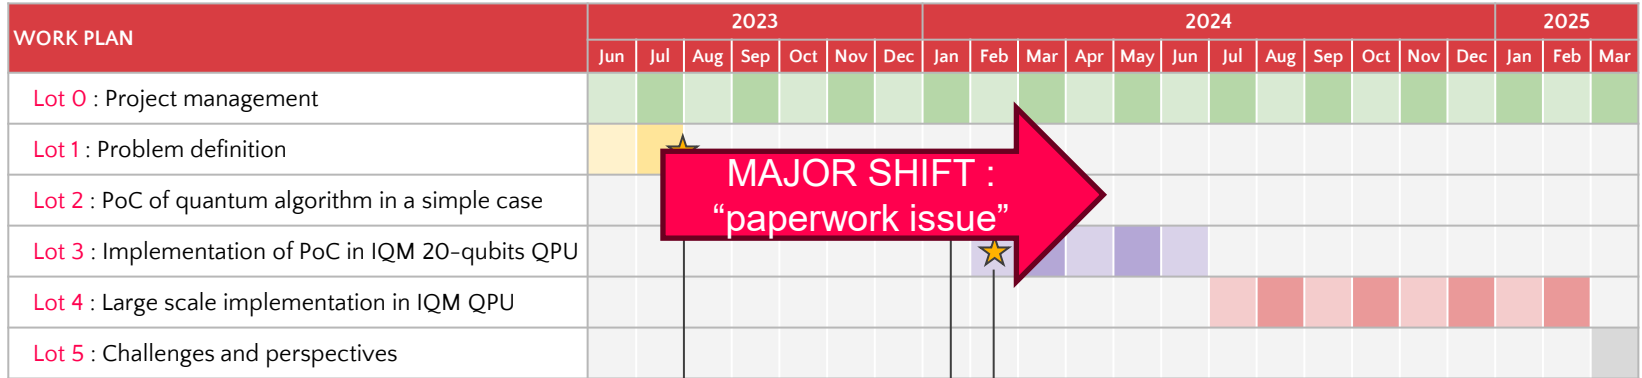 WORK PLAN
2023 2024 2025
Jun Jul Aug Sep Oct Nov Dec Jan Feb Mar Apr May Jun Jul Aug Sep Oct Nov Dec Jan Feb Mar
Lot 0 : Project management
Lot 1 : Problem definition
MAJOR SHIFT :
Lot 2 : PoC of quantum algorithm in a simple case
“paperwork issue”
Lot 3 : Implementation of PoC in IQM 20-qubits QPU
Lot 4 : Large scale implementation in IQM QPU
Lot 5 : Challenges and perspectives